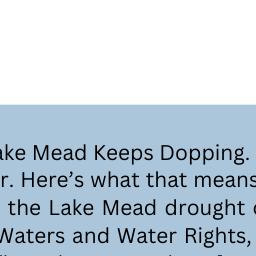 ake Mead Keeps Dopping.
r. Here's what that means
the Lake Mead drought
Waters and Water Rights,